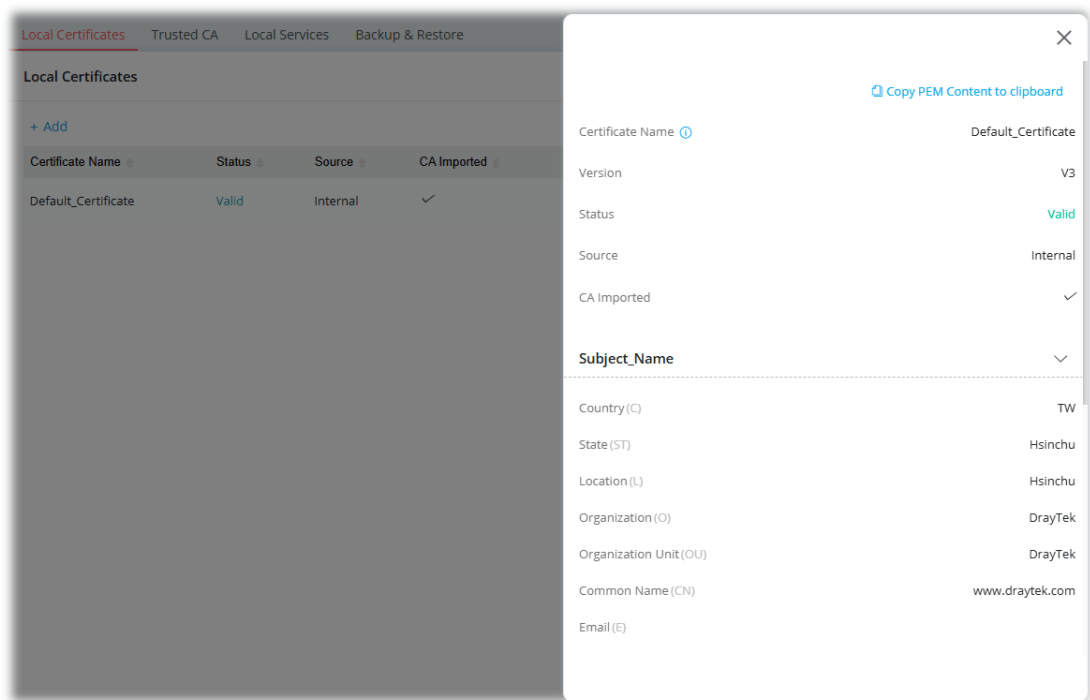 Local Certificates Trusted CA Local Services Backup & Restore
Local Certificates
+ Add
Certificate Name Status Source CA Imported
Default_Certificate Valid Internal
Copy PEM Content to clipboard
Certificate Name Default_Certificate
Version V3
Status Valid
Source Internal
CA Imported
Subject_Name
Country (C) TW
State (ST) Hsinchu
Location (L) Hsinchu
Organization (O) DrayTek
Organization Unit (OU) DrayTek
Common Name (CN) www.draytek.com
Email (E)